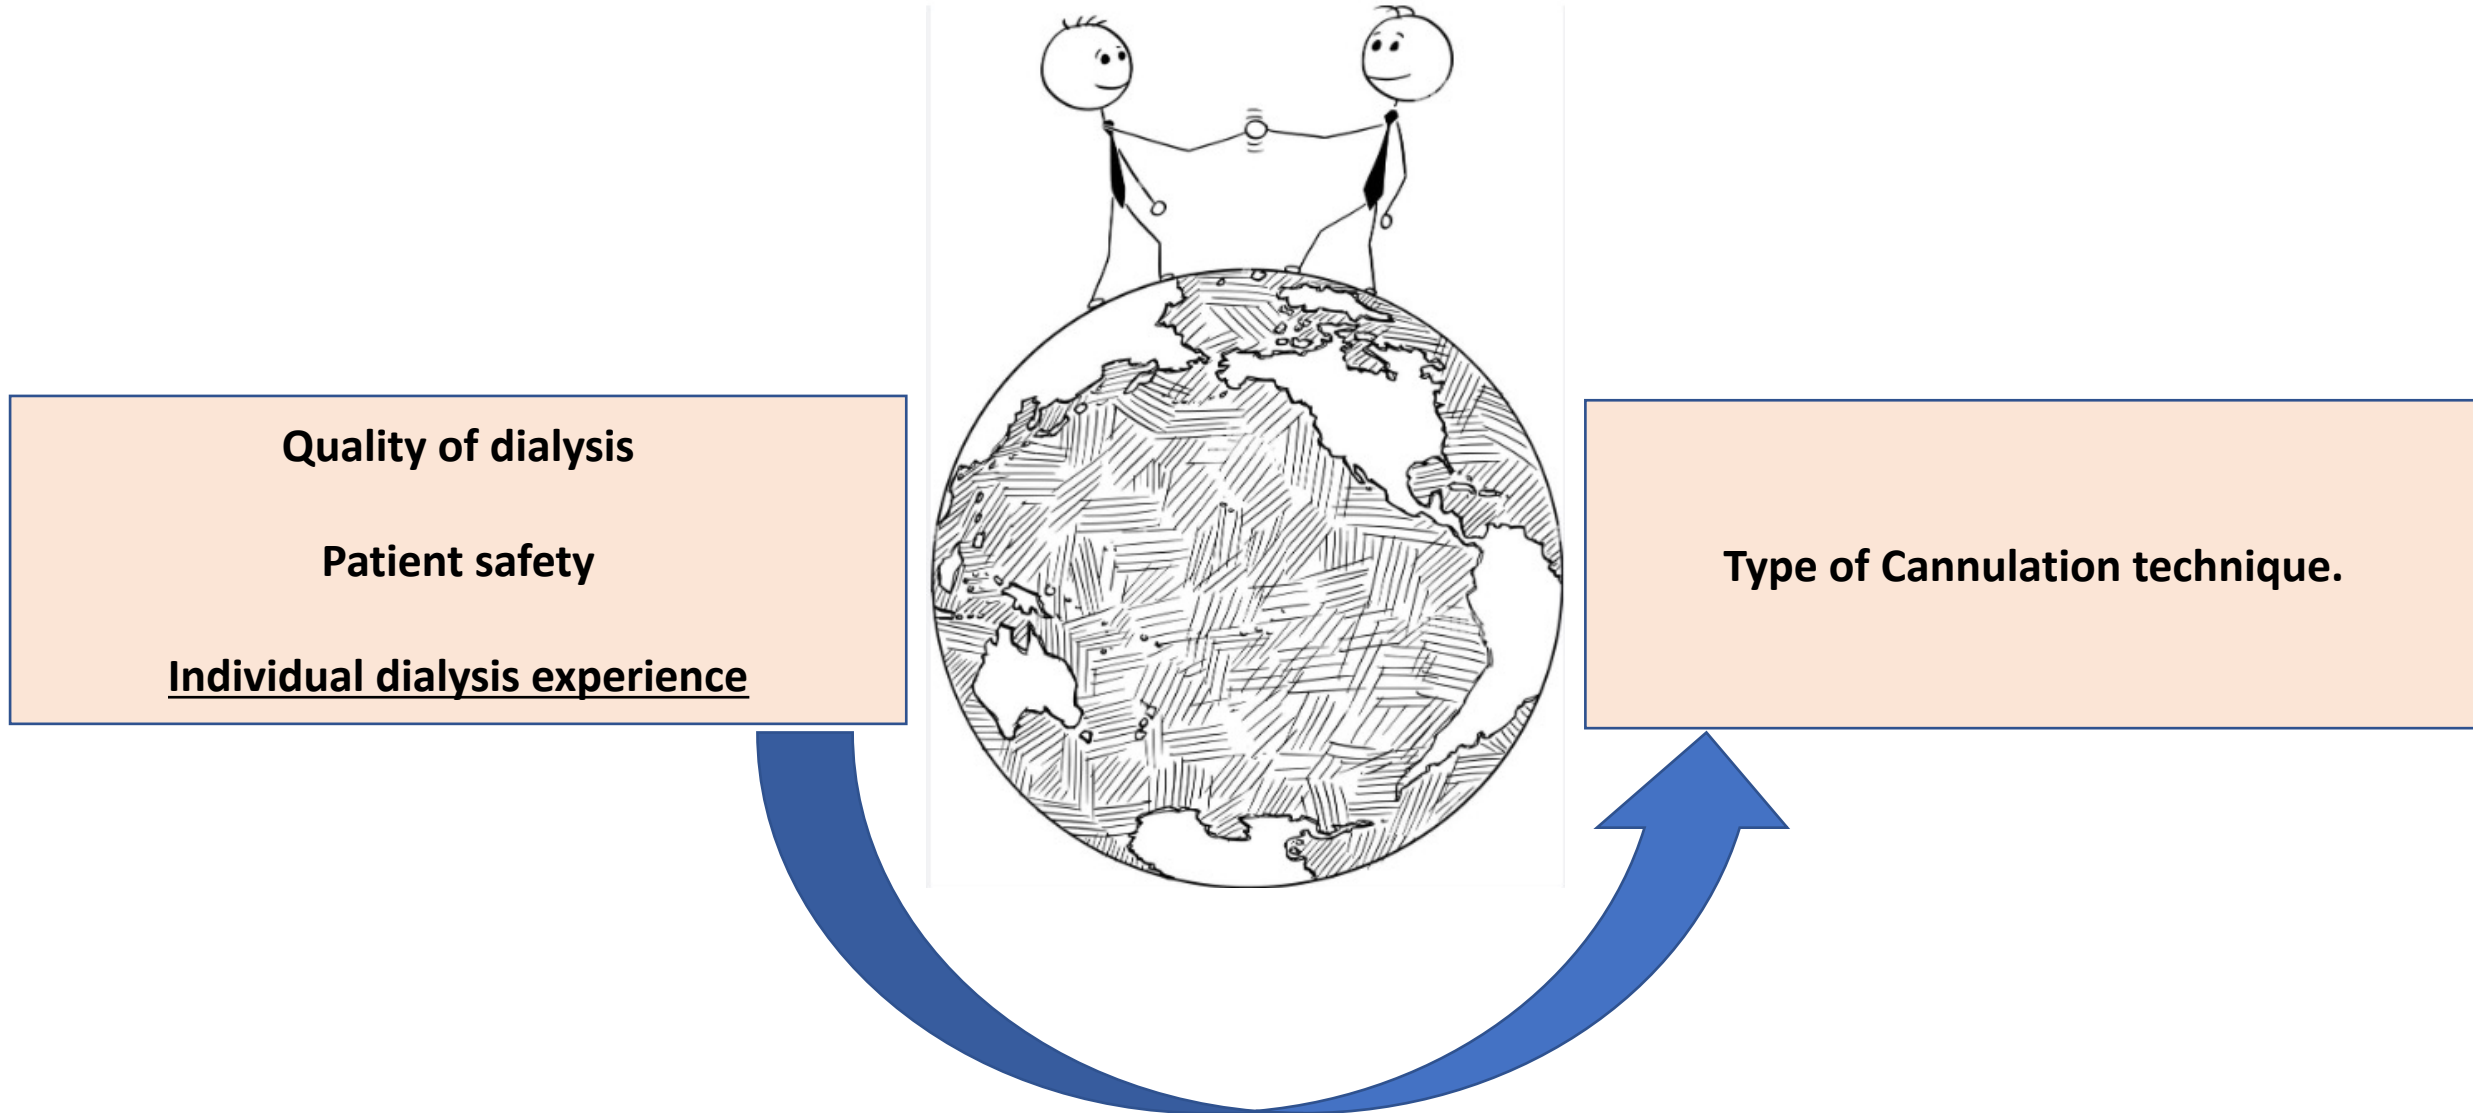 Quality of dialysis
Patient safety
Individual dialysis experience
Type of Cannulation technique.